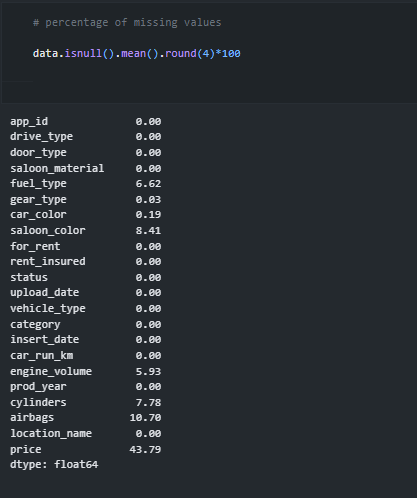 # percentage of missing values
data.isnull().mean().round(4)*100
app_id 0.00
drive_type 0.00
door_type 0.00
saloon_material 0.00
fuel_type 6.62
gear_type 0.03
car_color 0.19
saloon_color 8.41
for_rent 0.00
rent_insured 0.00
status 0.00
upload_date 0.00
vehicle_type 0.00
category 0.00
insert_date 0.00
car_run_km 0.00
engine_volume 5.93
prod_year 0.00
cylinders 7.78
airbags 10.70
location_name 0.00
price 43.79
dtype: float64